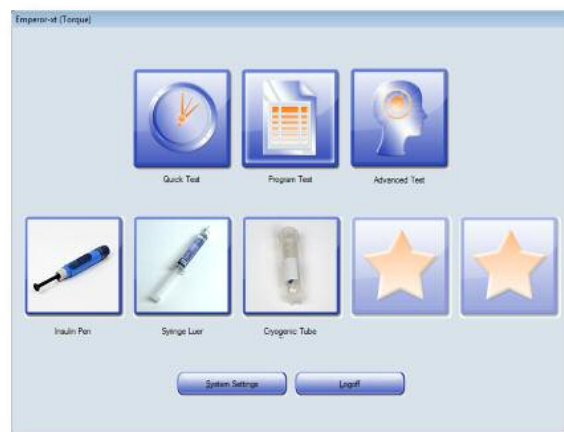 Emperor-xt (Torque)
Quick Test
Program Test
Advanced Test
Insulin Pen
Syringe Luer
Cryogenic Tube
System Settings
Logoff